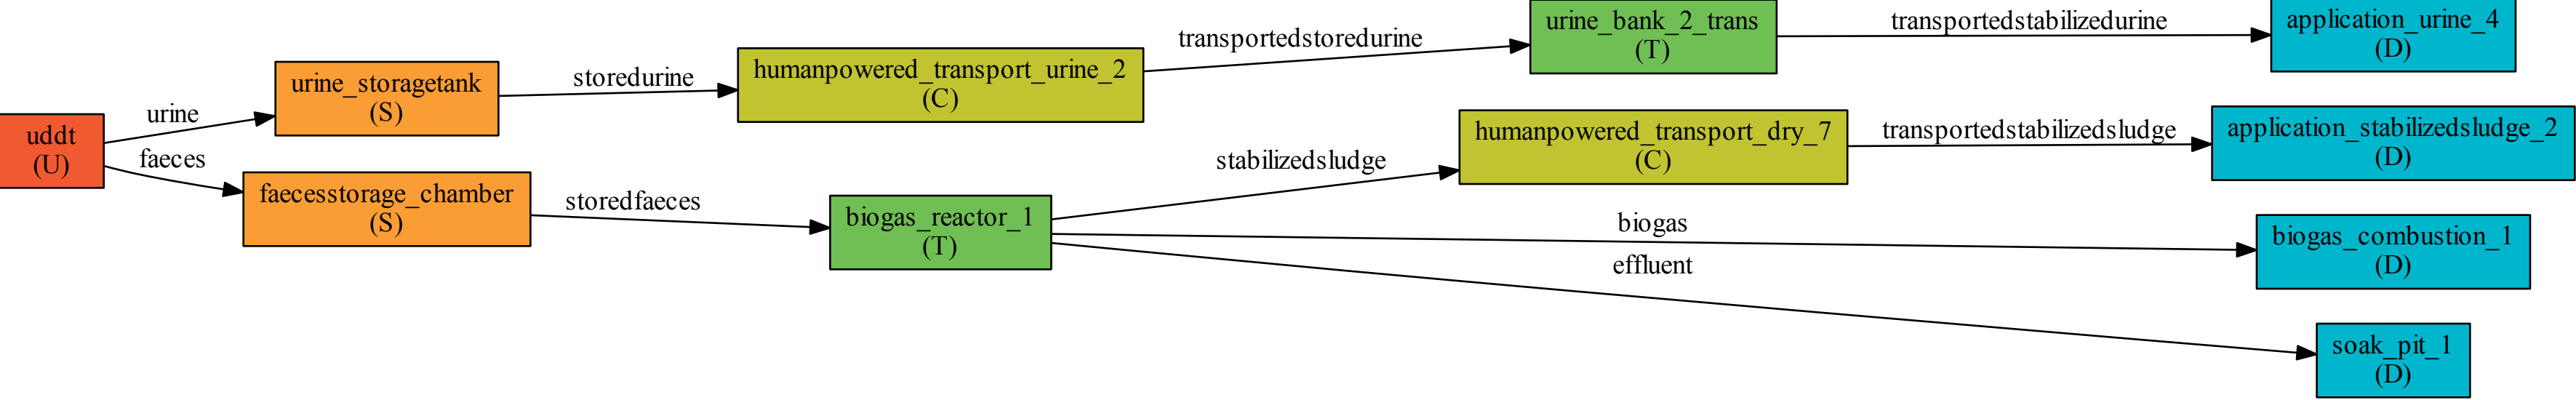 uddt
(U)
urine
faeces
urine_storagetank
(S)
faecesstorage_chamber
(S)
storedurine
storedfaeces
humanpowered_transport_urine_2
(C)
biogas_reactor_1
(T)
transportedstoredurine
stabilizedsludge
urine_bank_2_trans
(T)
humanpowered_transport_dry_7
(C)
biogas
effluent
transportedstabilizedurine
transportedstabilizedsludge
application_urine_4
(D)
application_stabilizedsludge_2
(D)
biogas_combustion_1
(D)
soak_pit_1
(D)